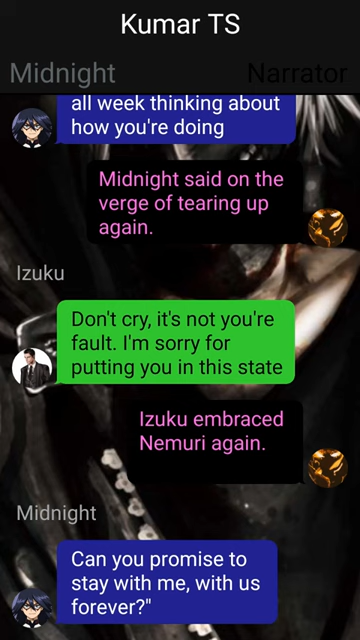 Kumar TS
Midnight
Narrator
all week thinking about
how you're doing
Midnight said on the
verge of tearing up
again.
Izuku
Don't cry, it's not you're
fault. I'm sorry for
putting you in this state
Izuku embraced
Nemuri again.
Midnight
Can you promise to
stay with me, with us
forever?"